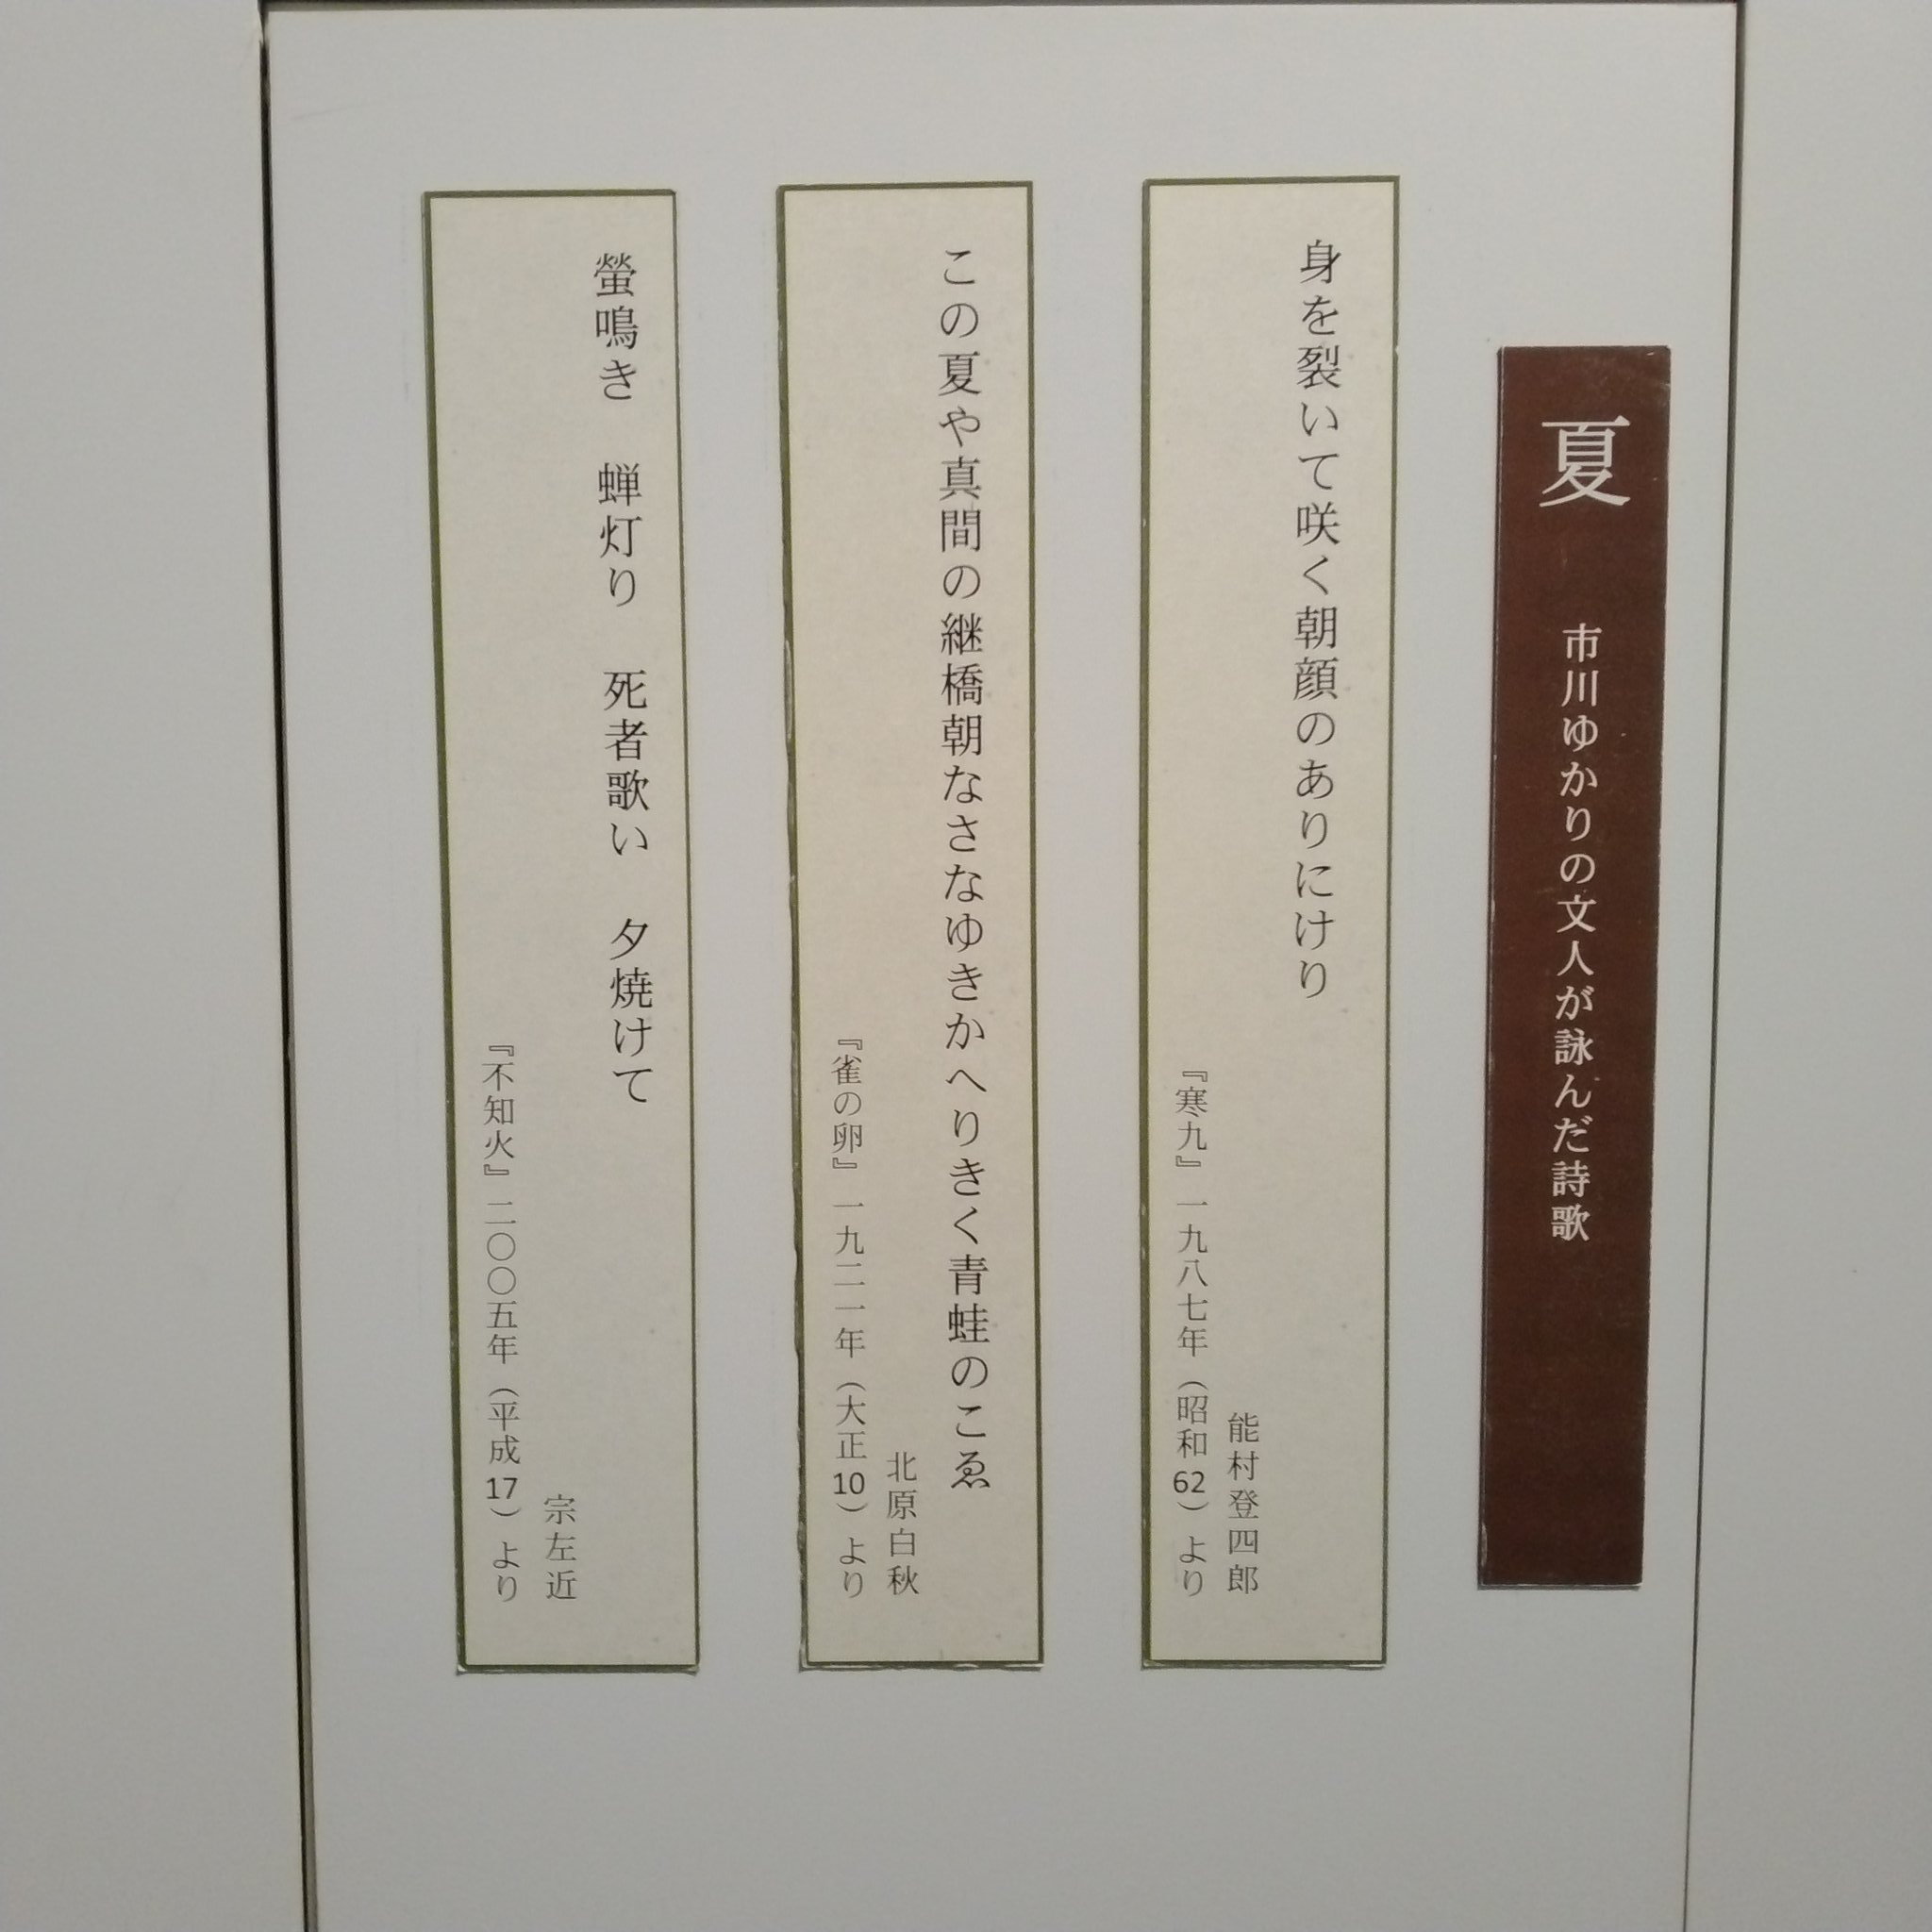 夏　市川ゆかりの文人が詠んだ詩歌
身を裂いて咲く朝顔のありにけり
能村登四郎
『寒九』一九八七年（昭和62）より
この夏や真間の継橋朝なさなゆきかへりきく青蛙のこゑ
北原白秋
『雀の卵』一九二一年（大正10）より
螢鳴き　蝉灯り　死者歌い　夕焼けて
宗左近
『不知火』二〇〇五年（平成17）より